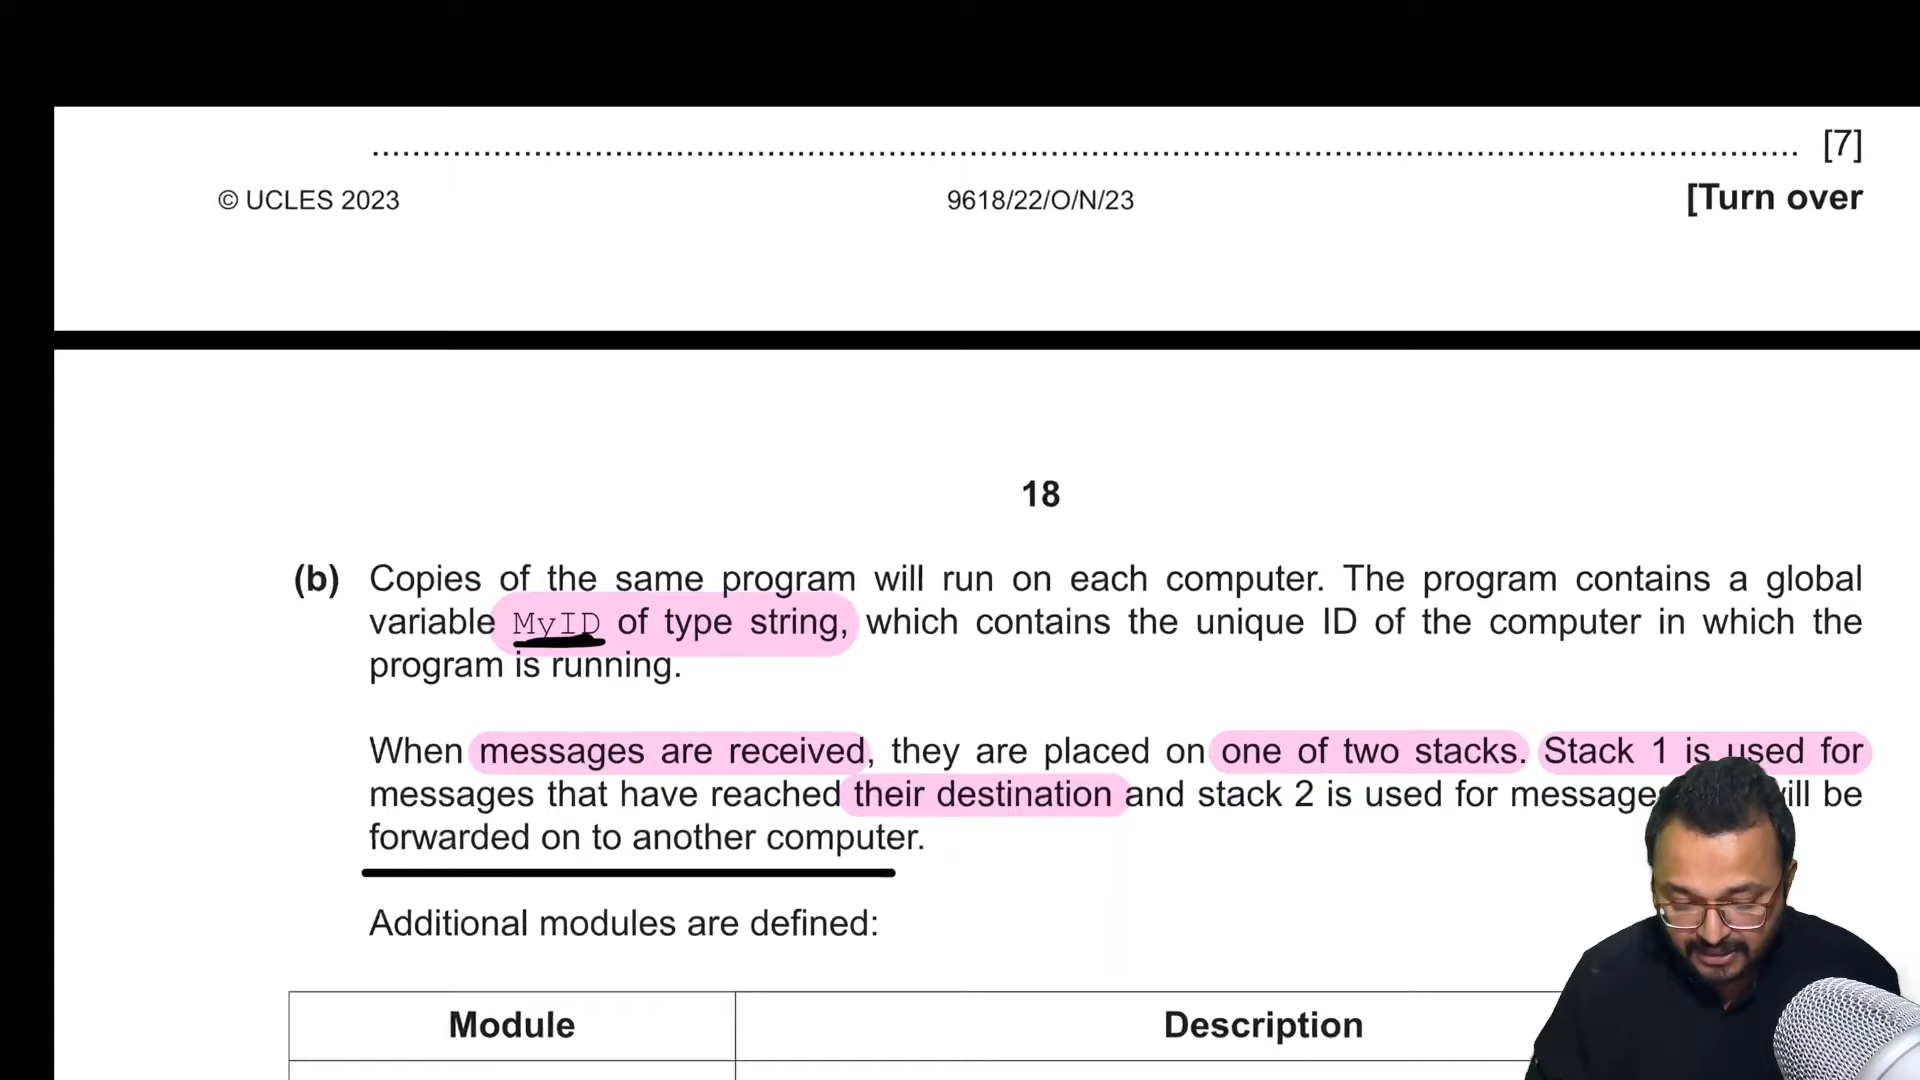 .......... [7]
© UCLES 2023 9618/22/O/N/23 [Turn over
18
(b) Copies of the same program will run on each computer. The program contains a global
variable MyID of type string, which contains the unique ID of the computer in which the
program is running.
When messages are received, they are placed on one of two stacks. Stack 1 is used for
messages that have reached their destination and stack 2 is used for will be
forwarded on to another computer.
Additional modules are defined:
Module Description